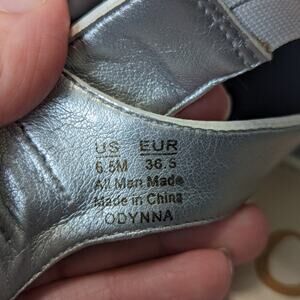 US EUR
6.5M 36.5
All Man Made
Made in China
ODYNNA